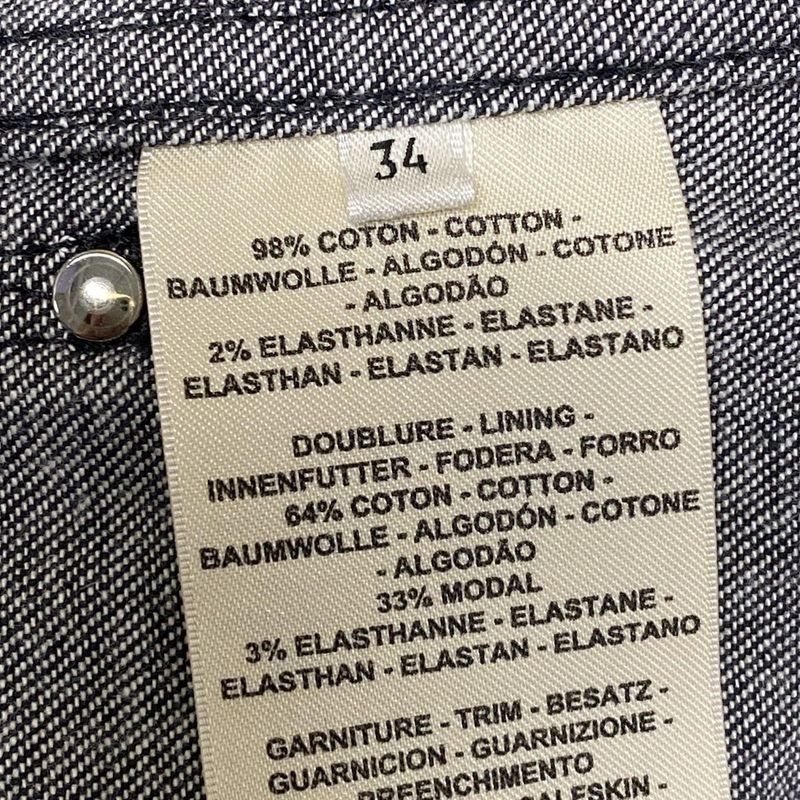 34
98% COTON - COTTON -
BAUMWOLLE - ALGODÓN - COTONE
- ALGODÃO
2% ELASTHANNE - ELASTANE -
ELASTHAN - ELASTAN - ELASTANO
DOUBLURE - LINING -
INNENFUTTER - FODERA - FORRO
64% COTON - COTTON -
BAUMWOLLE - ALGODÓN - COTONE
- ALGODÃO
33% MODAL
3% ELASTHANNE - ELASTANE -
ELASTHAN - ELASTAN - ELASTANO
GARNITURE - TRIM - BESATZ -
GUARNICION - GUARNIZIONE -
PREENCHIMENTO